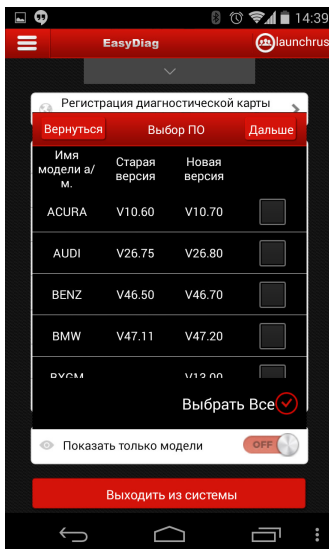 14:39
EasyDiag
launchrus
Регистрация диагностической карты
Вернуться Выбор ПО Дальше
Имя модели а/м. Старая версия Новая версия
ACURA V10.60 V10.70
AUDI V26.75 V26.80
BENZ V46.50 V46.70
BMW V47.11 V47.20
BYGM V13.00
Выбрать Все
Показать только модели OFF
Выходить из системы